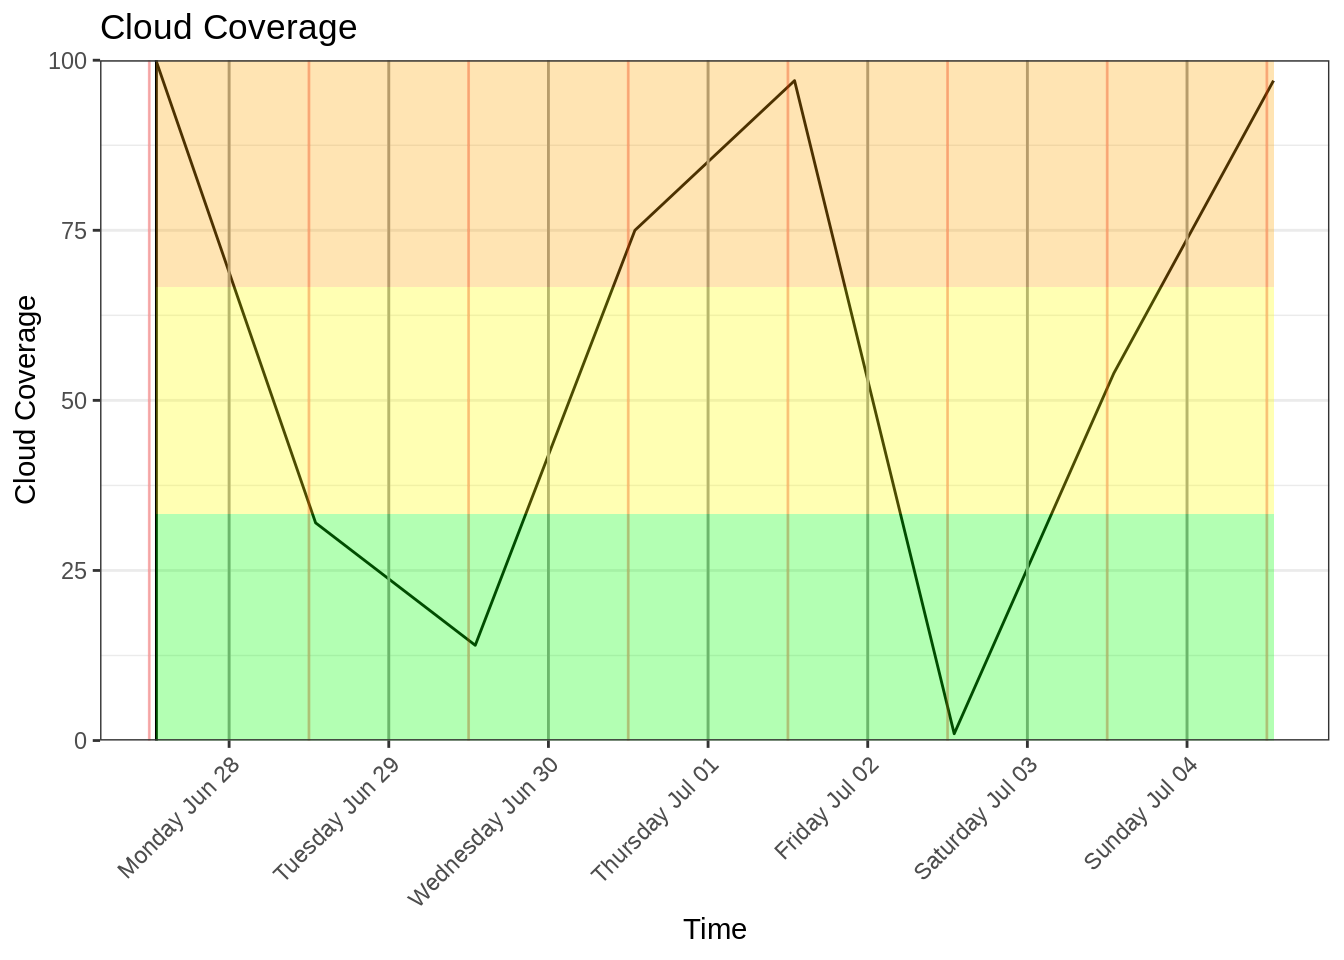 Cloud Coverage
100
75
50
25
0
Cloud Coverage
Monday Jun 28
Tuesday Jun 29
Wednesday Jun 30
Thursday Jul 01
Friday Jul 02
Saturday Jul 03
Sunday Jul 04
Time